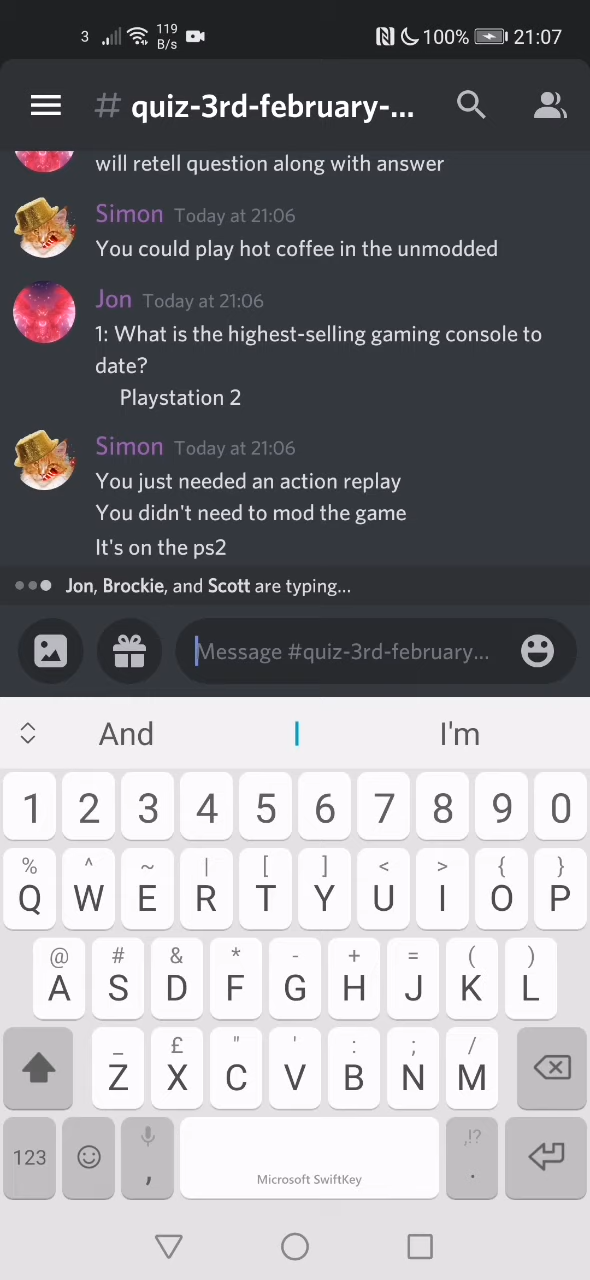 3 119 B/s 100% 21:07
# quiz-3rd-february-...
will retell question along with answer
Simon Today at 21:06
You could play hot coffee in the unmodded
Jon Today at 21:06
1: What is the highest-selling gaming console to
date?
Playstation 2
Simon Today at 21:06
You just needed an action replay
You didn't need to mod the game
It's on the ps2
Jon, Brockie, and Scott are typing...
Message #quiz-3rd-february...
And I I'm
1 2 3 4 5 6 7 8 9 0
% ^ ~ | [ ] < > { }
Q W E R T Y U I O P
@ # & * - + = ( )
A S D F G H J K L
_ £ " ' : ; /
Z X C V B N M
123 , ,!? .
Microsoft SwiftKey